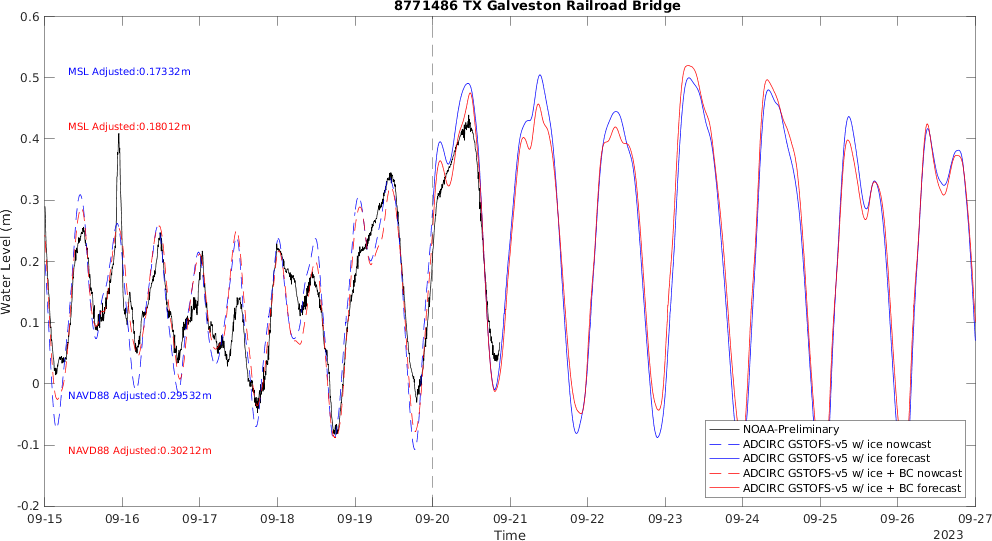 8771486 TX Galveston Railroad Bridge
0.6
0.5
0.4
0.3
0.2
0.1
0
-0.1
-0.2
Water Level (m)
MSL Adjusted:0.17332m
MSL Adjusted:0.18012m
NAVD88 Adjusted:0.29532m
NAVD88 Adjusted:0.30212m
NOAA-Preliminary
ADCIRC GSTOFS-v5 w/ ice nowcast
ADCIRC GSTOFS-v5 w/ ice forecast
ADCIRC GSTOFS-v5 w/ ice + BC nowcast
ADCIRC GSTOFS-v5 w/ ice + BC forecast
09-15 09-16 09-17 09-18 09-19 09-20 09-21 09-22 09-23 09-24 09-25 09-26 09-27
Time
2023